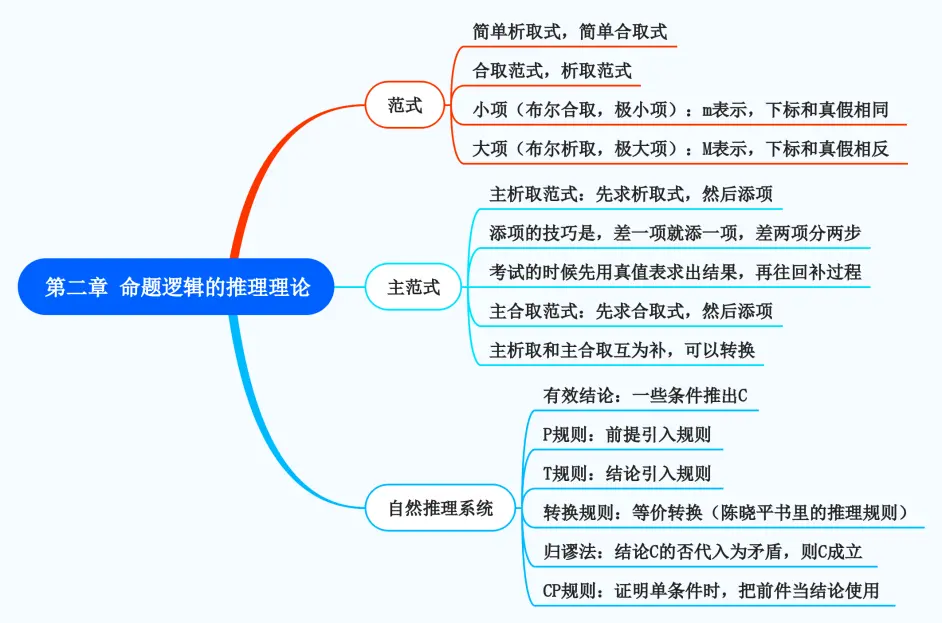 第二章 命题逻辑的推理理论
范式
简单析取式，简单合取式
合取范式，析取范式
小项（布尔合取，极小项）：m表示，下标和真假相同
大项（布尔析取，极大项）：M表示，下标和真假相反
主范式
主析取范式：先求析取式，然后添项
添项的技巧是，差一项就添一项，差两项分两步
考试的时候先用真值表求出结果，再往回补过程
主合取范式：先求合取式，然后添项
主析取和主合取互为补，可以转换
自然推理系统
有效结论：一些条件推出C
P规则：前提引入规则
T规则：结论引入规则
转换规则：等价转换（陈晓平书里的推理规则）
归谬法：结论C的否代入为矛盾，则C成立
CP规则：证明单条件时，把前件当结论使用